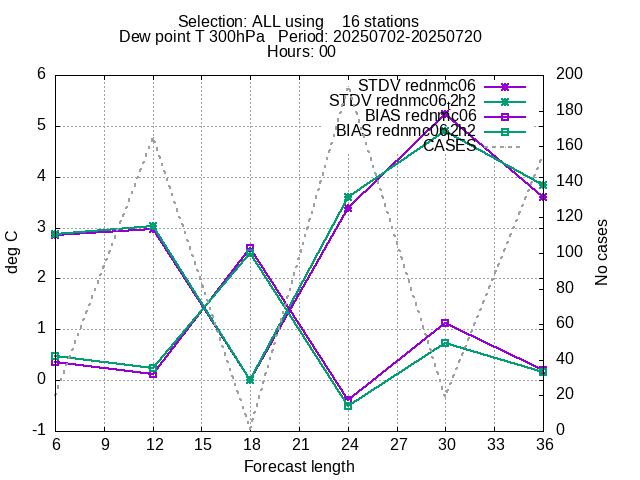 Selection: ALL using    16 stations
Dew point T 300hPa   Period: 20250702-20250720
Hours: 00
STDV rednmc06
STDV rednmc06 2h2
BIAS rednmc06
BIAS rednmc06 2h2
CASES
deg C
6
5
4
3
2
1
0
-1
200
180
160
140
120
100
80
60
40
20
0
No cases
6 9 12 15 18 21 24 27 30 33 36
Forecast length